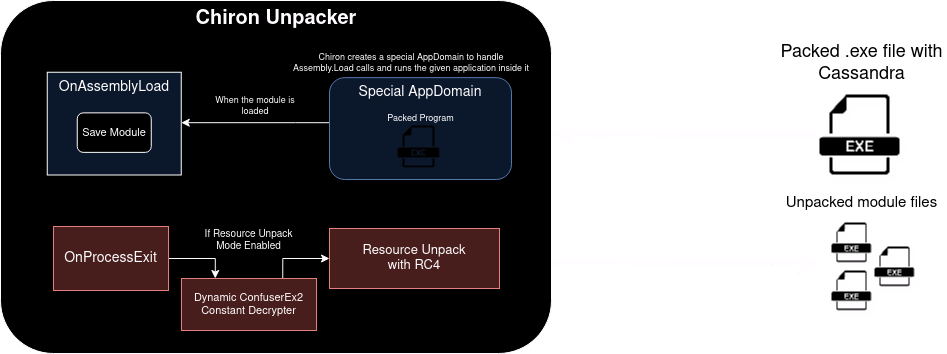 Chiron Unpacker
Chiron creates a special AppDomain to handle
Assembly.Load calls and runs the given application inside it
OnAssemblyLoad
Save Module
When the module is
loaded
Special AppDomain
Packed Program
EXE
OnProcessExit
If Resource Unpack
Mode Enabled
Dynamic ConfuserEx2
Constant Decrypter
Resource Unpack
with RC4
Packed .exe file with
Cassandra
EXE
Unpacked module files
EXE
EXE
EXE